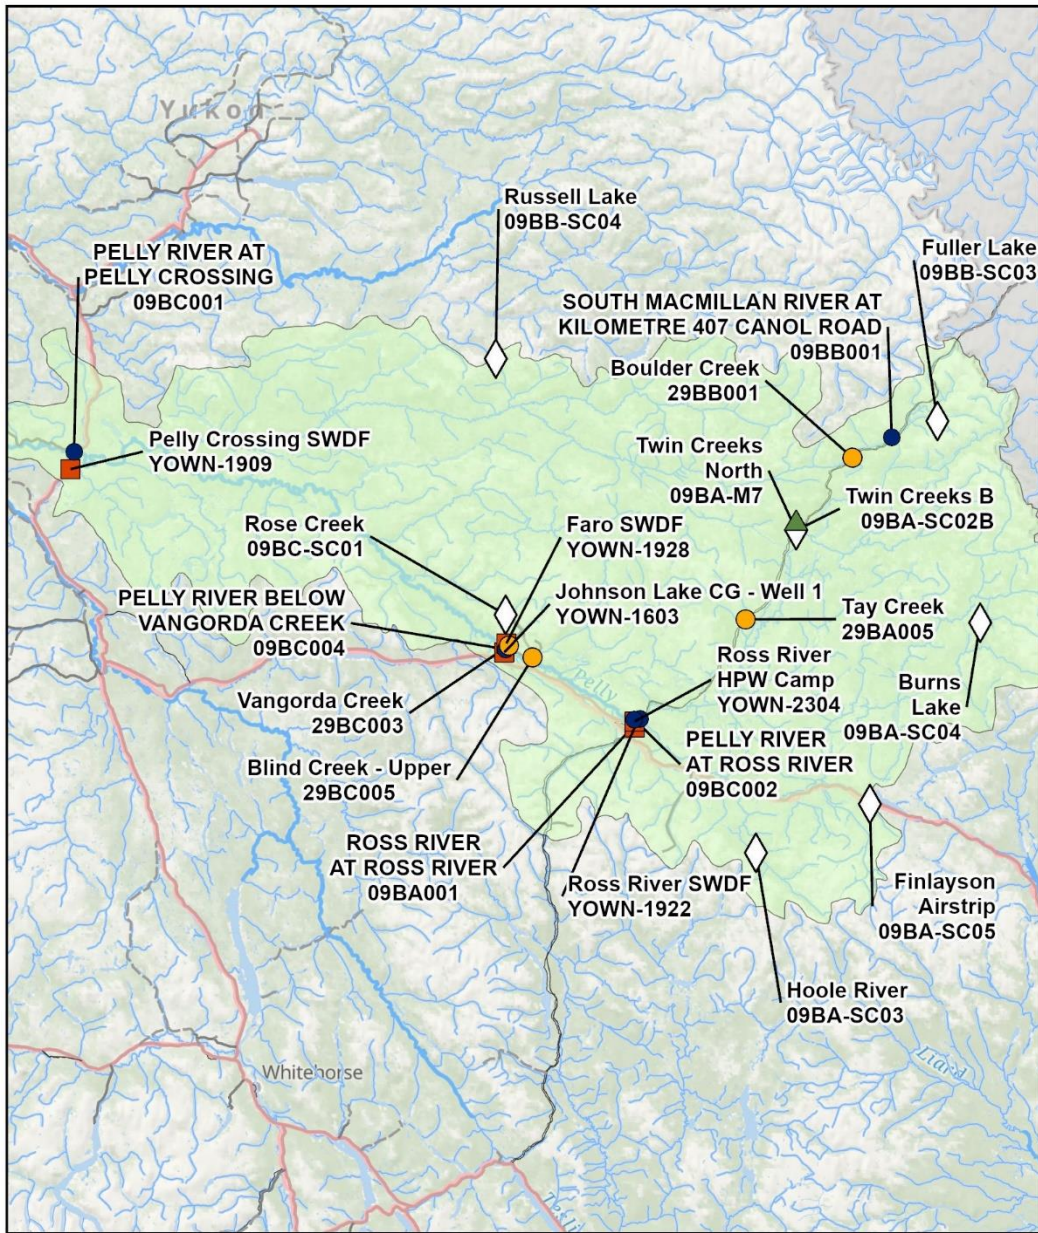 Yukon
Russell Lake
09BB-SC04
PELLY RIVER AT
PELLY CROSSING
09BC001
Fuller Lake
09BB-SC03
SOUTH MACMILLAN RIVER AT
KILOMETRE 407 CANOL ROAD
09BB001
Boulder Creek
29BB001
Pelly Crossing SWDF
YOWN-1909
Twin Creeks
North
09BA-M7
Twin Creeks B
09BA-SC02B
Rose Creek
09BC-SC01
Faro SWDF
YOWN-1928
Johnson Lake CG - Well 1
YOWN-1603
PELLY RIVER BELOW
VANGORDA CREEK
09BC004
Tay Creek
29BA005
Pelly
Ross River
HPW Camp
YOWN-2304
Burns
Lake
09BA-SC04
Vangorda Creek
29BC003
PELLY RIVER
AT ROSS RIVER
09BC002
Blind Creek - Upper
29BC005
ROSS RIVER
AT ROSS RIVER
09BA001
Ross River SWDF
YOWN-1922
Finlayson
Airstrip
09BA-SC05
Hoole River
09BA-SC03
Liard
Whitehorse
Tesli